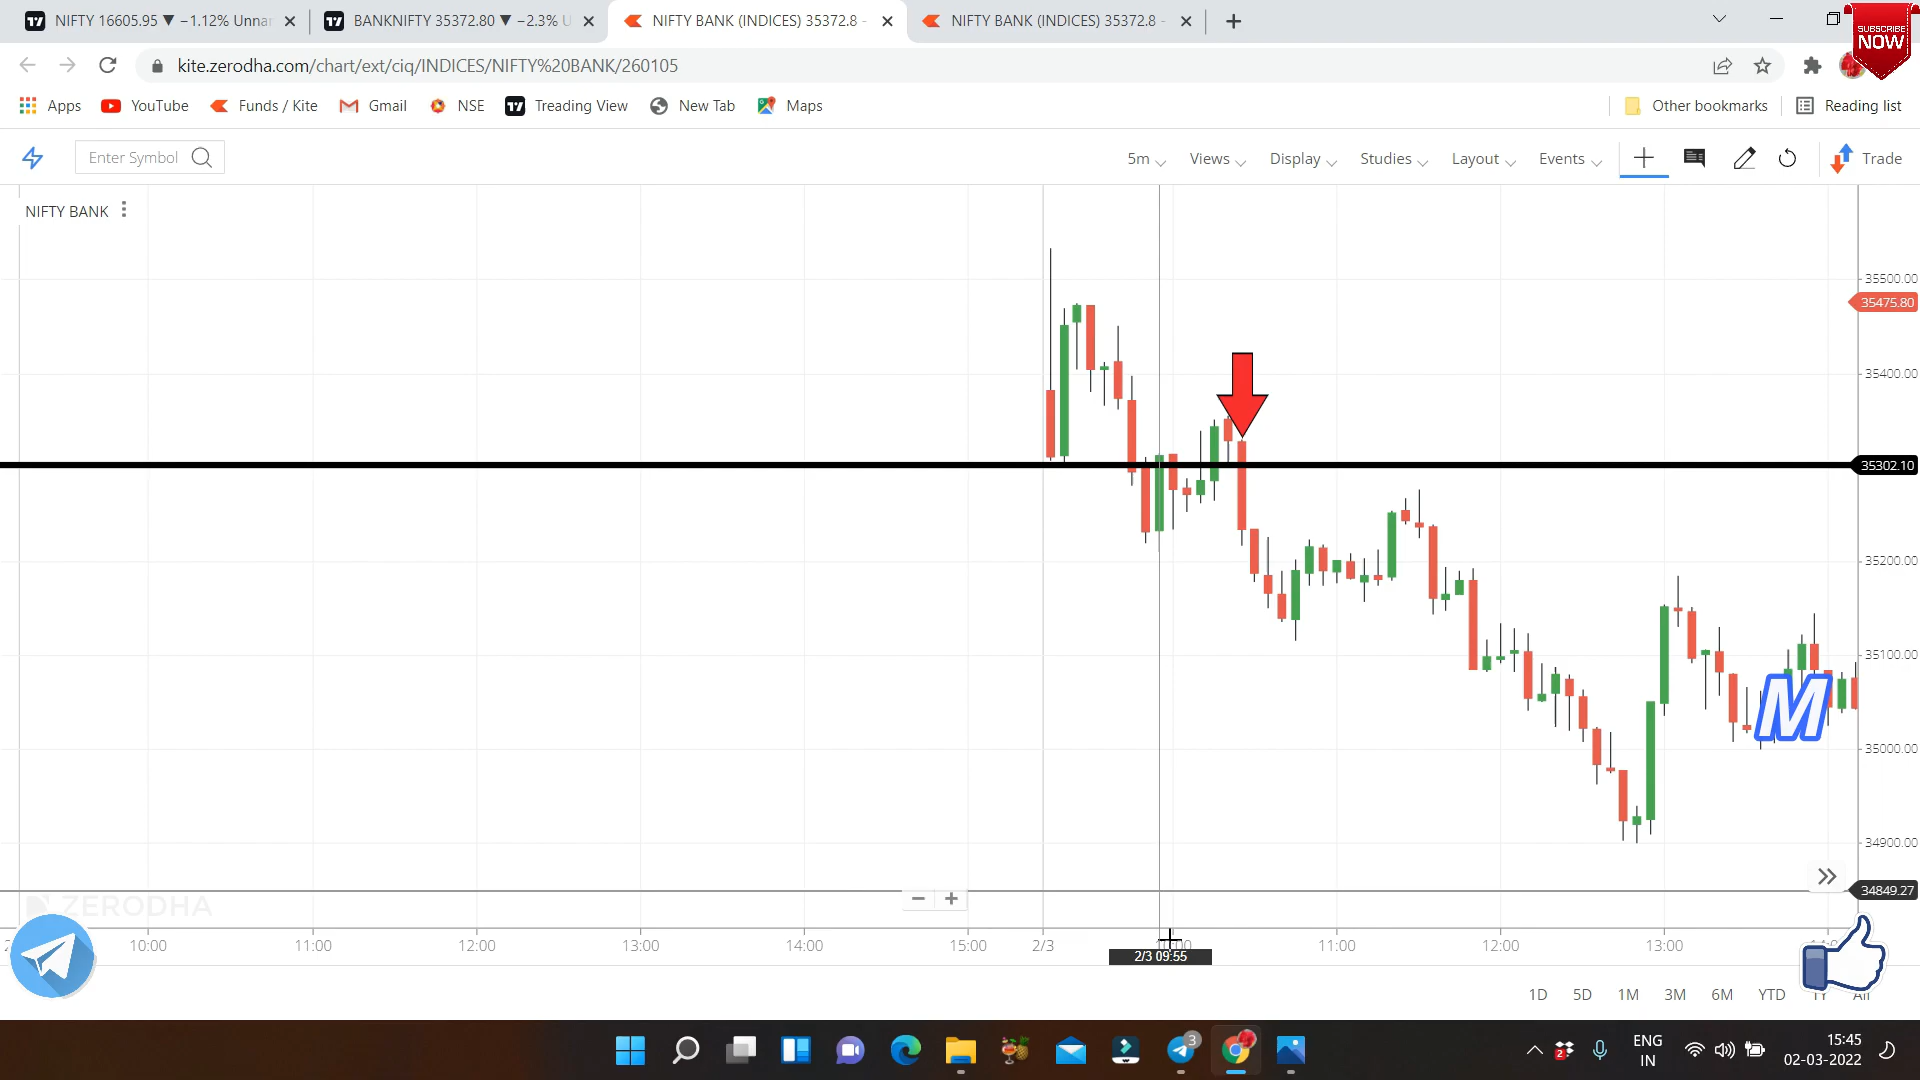 NIFTY 16605.95 ▼ −1.12% Unnar
BANKNIFTY 35372.80 ▼ −2.3% U
NIFTY BANK (INDICES) 35372.8 -
NIFTY BANK (INDICES) 35372.8 -
SUBSCRIBE
NOW
kite.zerodha.com/chart/ext/ciq/INDICES/NIFTY%20BANK/260105
Apps
YouTube
Funds / Kite
Gmail
NSE
Treading View
New Tab
Maps
Other bookmarks
Reading list
Enter Symbol
5m
Views
Display
Studies
Layout
Events
Trade
NIFTY BANK
35500.00
35475.80
35400.00
35302.10
35200.00
35100.00
M
35000.00
34900.00
34849.27
ZERODHA
10:00
11:00
12:00
13:00
14:00
15:00
2/3
11:00
12:00
13:00
2/3 09:55
1D
5D
1M
3M
6M
YTD
1Y
All
3
2
ENG
IN
15:45
02-03-2022